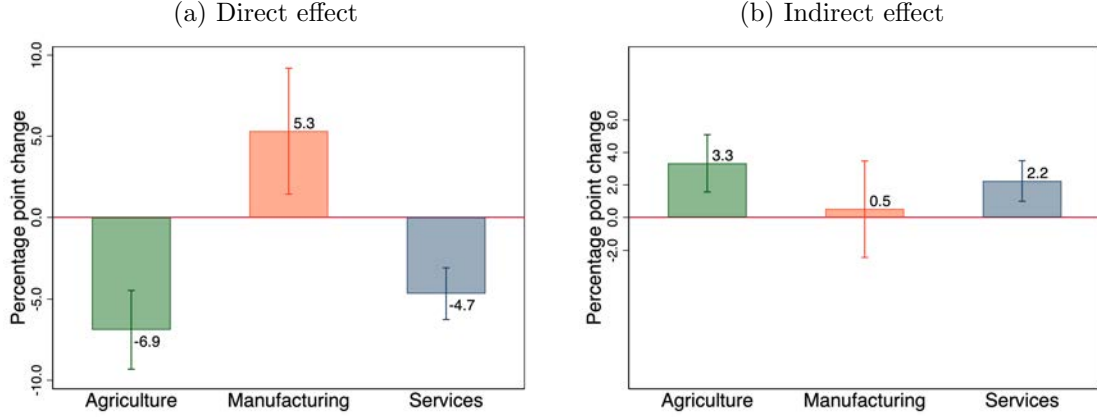 (a) Direct effect
Percentage point change
10.0
5.0
0.0
-5.0
-10.0
-6.9
5.3
-4.7
Agriculture Manufacturing Services
(b) Indirect effect
Percentage point change
6.0
4.0
2.0
0.0
-2.0
3.3
0.5
2.2
Agriculture Manufacturing Services